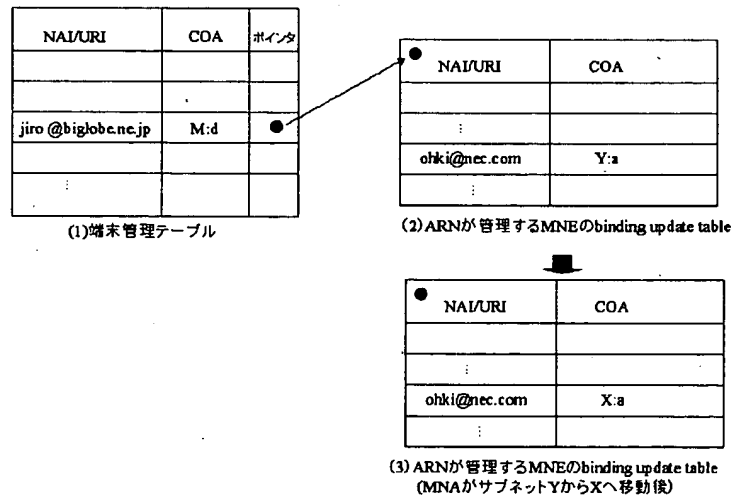 NAI/URI COA ポインタ
jiro @biglobe.ne.jp M:d
⋮
(1)端末管理テーブル
NAI/URI COA
⋮
ohki@nec.com Y:a
⋮
(2)ARNが管理するMNEのbinding update table
NAI/URI COA
⋮
ohki@nec.com X:a
⋮
(3)ARNが管理するMNEのbinding update table
(MNAがサブネットYからXへ移動後)